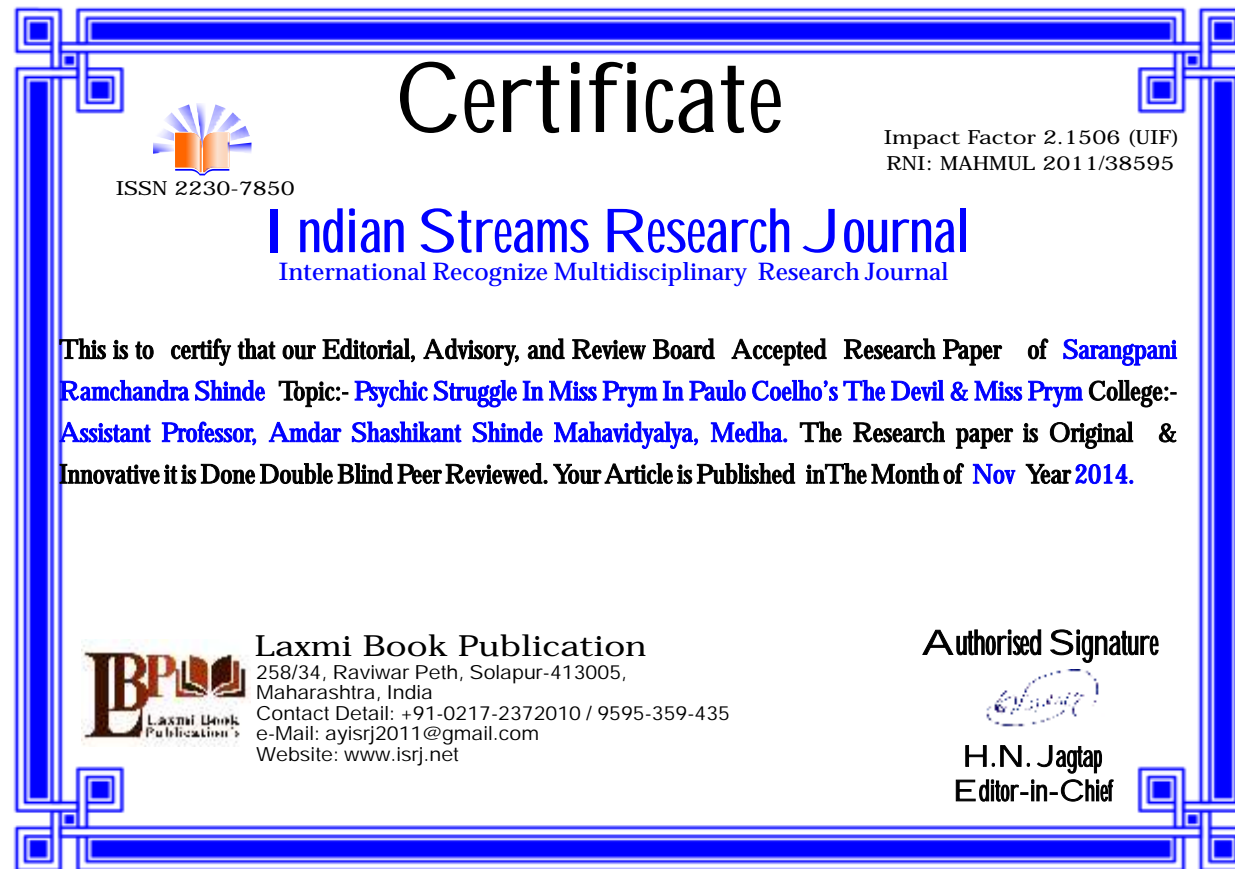 Certificate
Impact Factor 2.1506 (UIF)
RNI: MAHMUL 2011/38595
ISSN 2230-7850
Indian Streams Research Journal
International Recognize Multidisciplinary Research Journal
This is to certify that our Editorial, Advisory, and Review Board Accepted Research Paper of Sarangpani
Ramchandra Shinde Topic:- Psychic Struggle In Miss Prym In Paulo Coelho's The Devil & Miss Prym College:-
Assistant Professor, Amdar Shashikant Shinde Mahavidyalya, Medha. The Research paper is Original &
Innovative it is Done Double Blind Peer Reviewed. Your Article is Published inThe Month of Nov Year 2014.
LBP
Laxmi Book
Publication's
Laxmi Book Publication
258/34, Raviwar Peth, Solapur-413005,
Maharashtra, India
Contact Detail: +91-0217-2372010 / 9595-359-435
e-Mail: ayisrj2011@gmail.com
Website: www.isrj.net
Authorised Signature
H.N. Jagtap
Editor-in-Chief